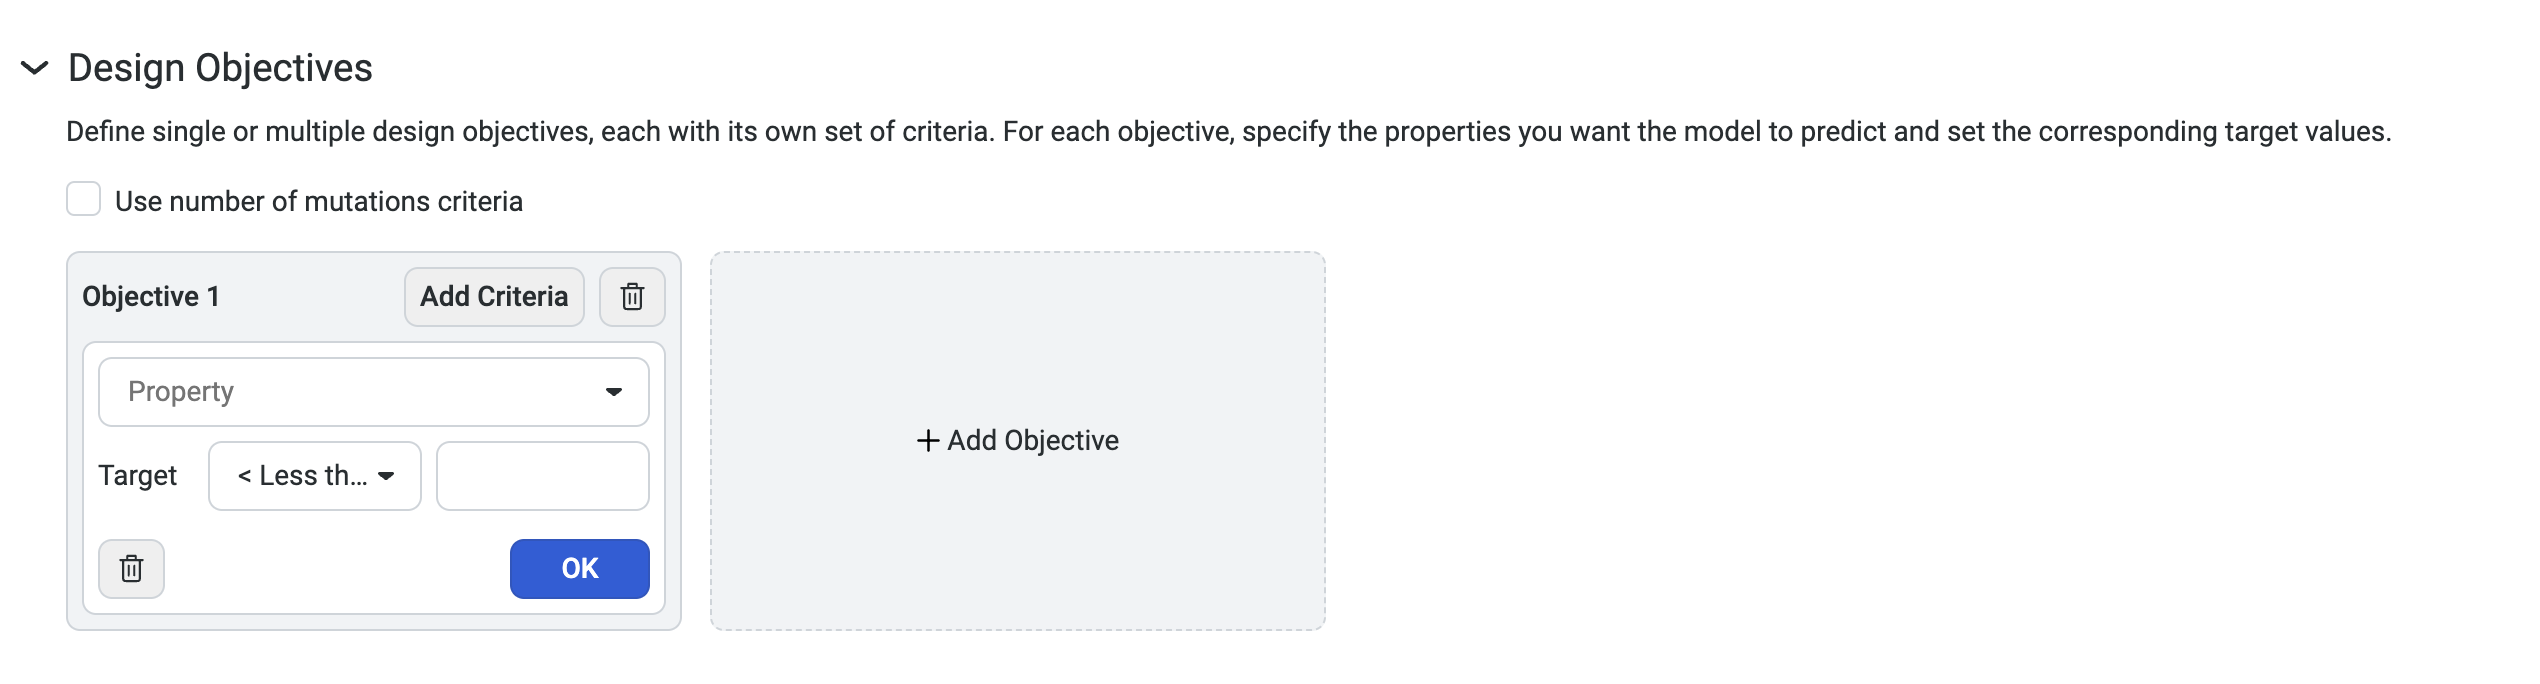 Design Objectives
Define single or multiple design objectives, each with its own set of criteria. For each objective, specify the properties you want the model to predict and set the corresponding target values.
Use number of mutations criteria
Objective 1 Add Criteria
Property
Target < Less th...
OK
+ Add Objective